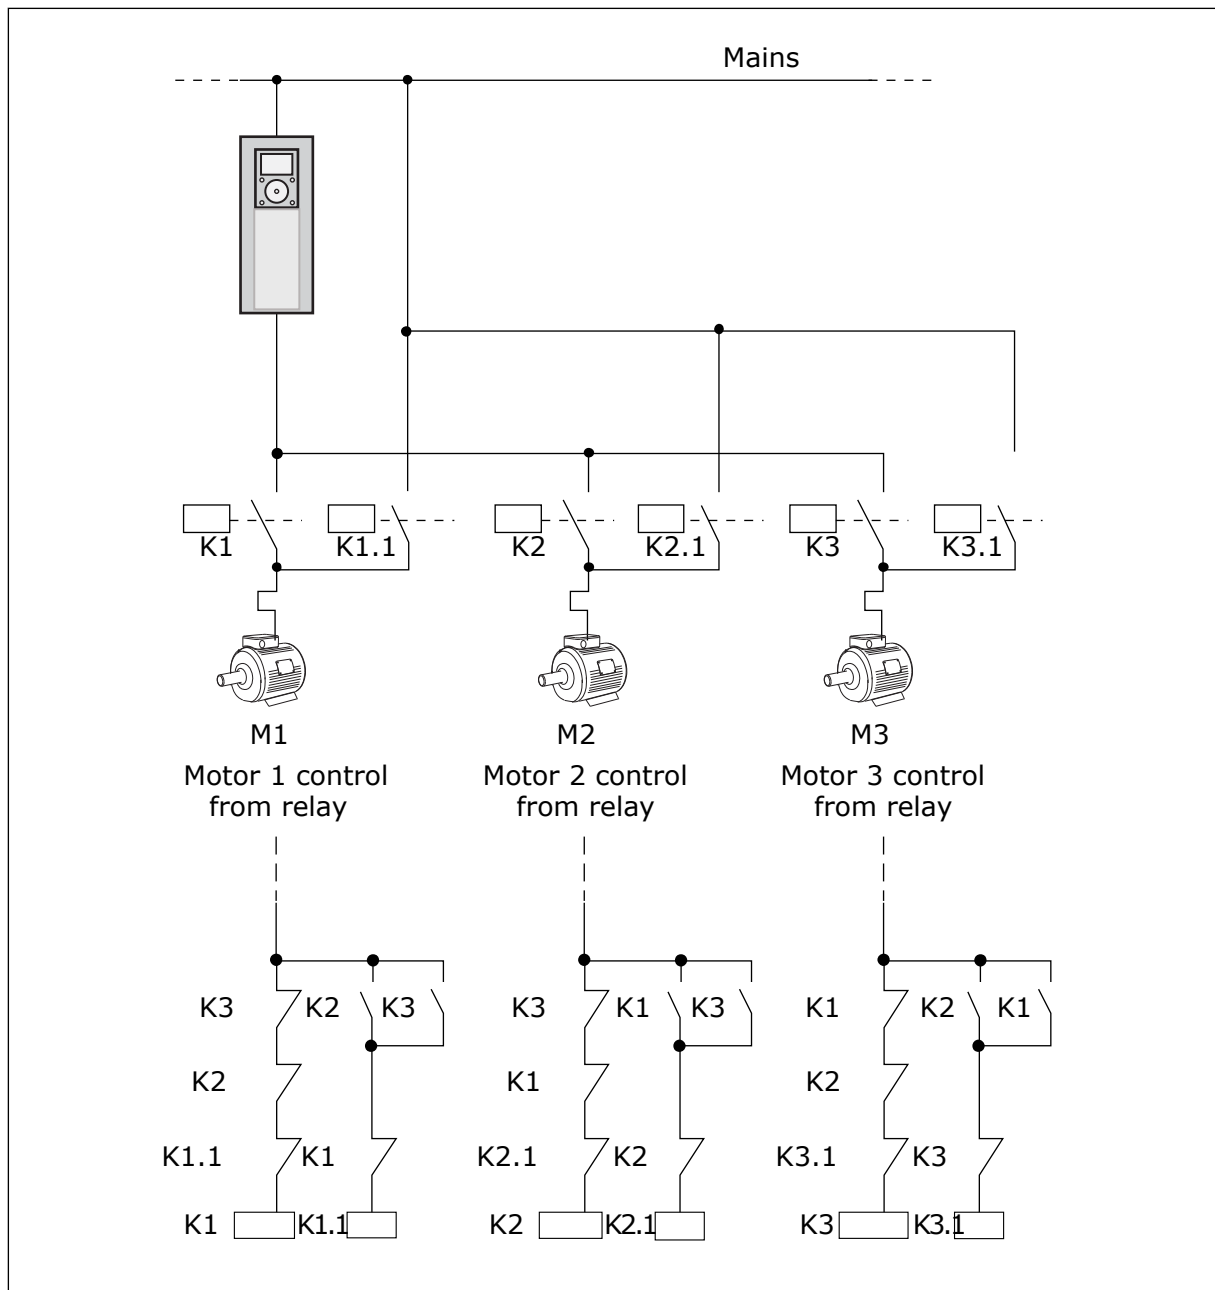 Mains
K1 K1.1 K2 K2.1 K3 K3.1
M1 M2 M3
Motor 1 control Motor 2 control Motor 3 control
from relay from relay from relay
K3 K2 K3 K3 K1 K3 K1 K2 K1
K2 K1 K2
K1.1 K1 K2.1 K2 K3.1 K3
K1 K1.1 K2 K2.1 K3 K3.1